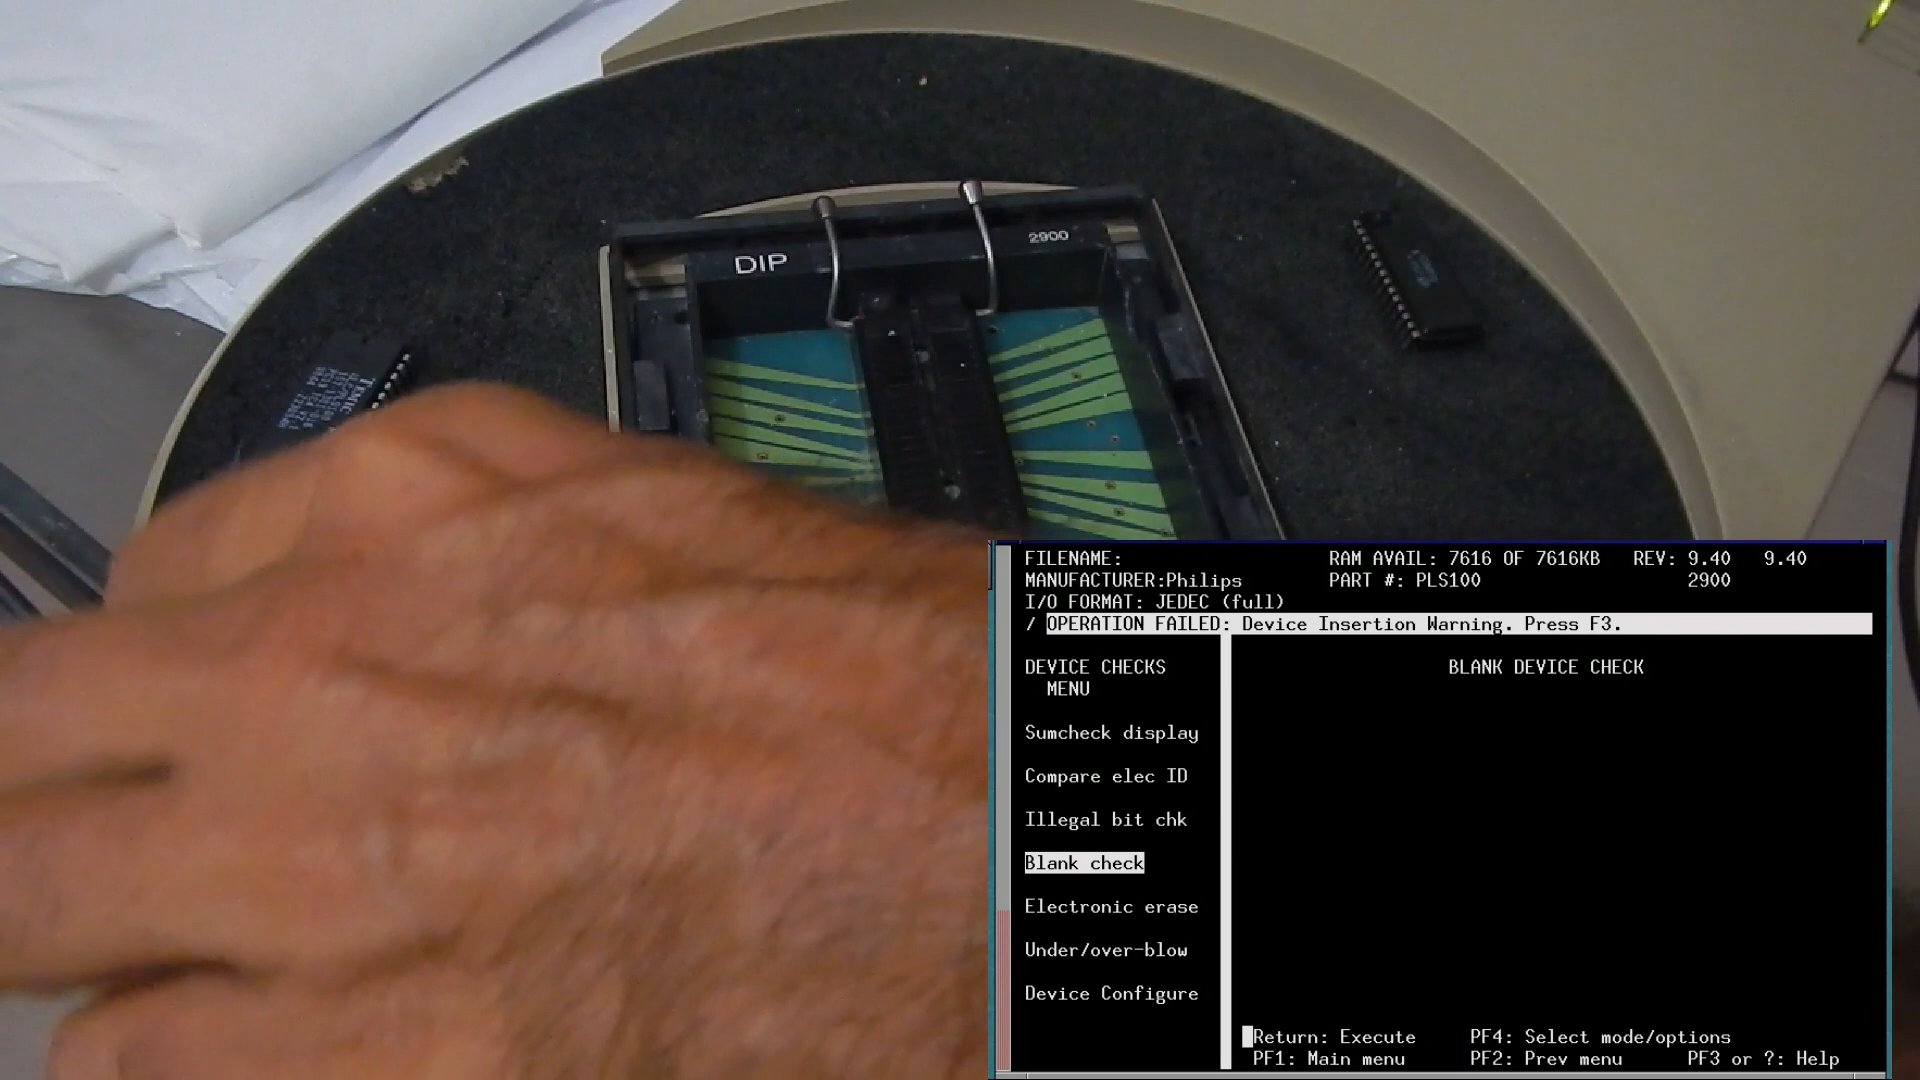 2900
DIP
TEMIC
FILENAME: RAM AVAIL: 7616 OF 7616KB REV: 9.40 9.40
MANUFACTURER:Philips PART #: PLS100 2900
I/O FORMAT: JEDEC (full)
/ OPERATION FAILED: Device Insertion Warning. Press F3.
DEVICE CHECKS
MENU
BLANK DEVICE CHECK
Sumcheck display
Compare elec ID
Illegal bit chk
Blank check
Electronic erase
Under/over-blow
Device Configure
Return: Execute PF4: Select mode/options
PF1: Main menu PF2: Prev menu PF3 or ?: Help